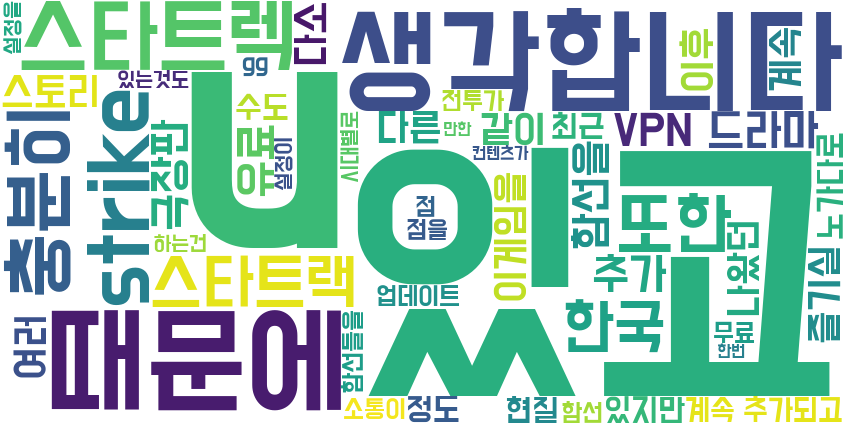 설정을
스타트렉
다소
생각합니다
이후
계속
gg
있는것도
스토리
u
수도
앞
설정이
전투가
만한
시대별로
다른
같이
최근
VPN
드라마
컨텐츠가
충분히
strike
극장판
하는건
있고
점
점을
이게임을
함선을
또한
나왔던
노가다로
즐기실
스타트랙
업데이트
추가
한국
무료
한번
여러
때문에
함선들을
소통이
정도
현질
함선
있지만
계속 추가되고